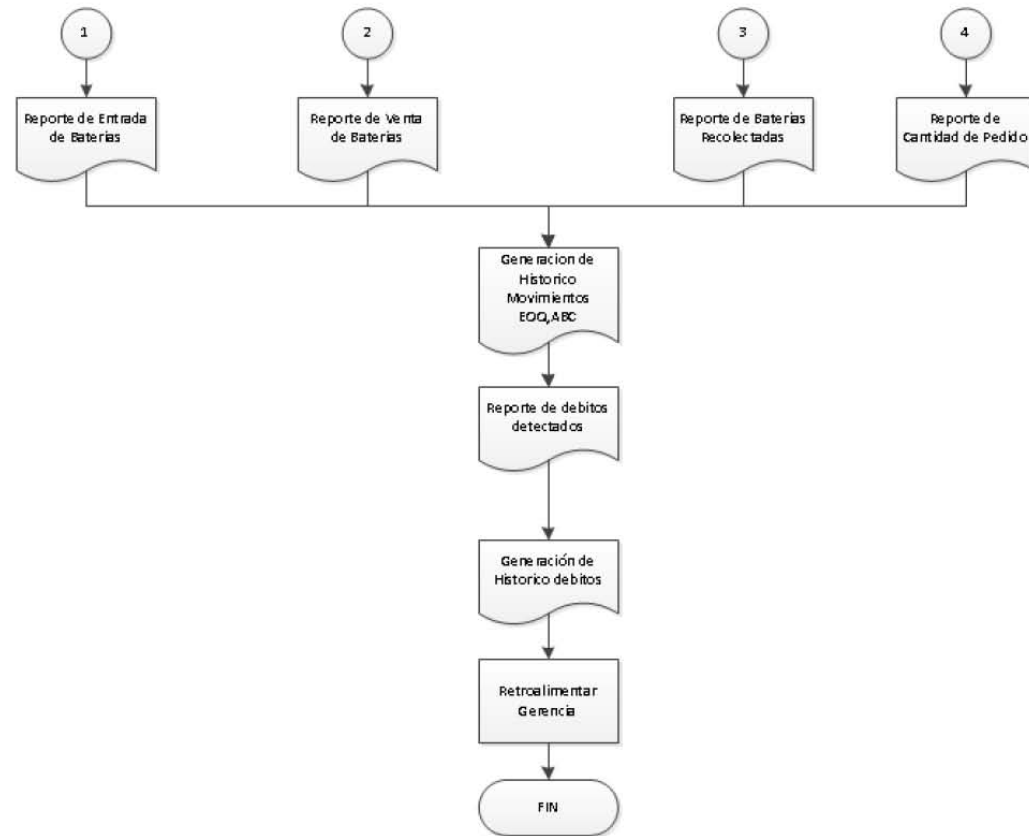 1
2
3
4
Reporte de Entrada
de Baterias
Reporte de Venta
de Baterias
Reporte de Baterias
Recolectadas
Reporte de
Cantidad de Pedido
Generacion de
Historico
Movimientos
EOQ,ABC
Reporte de debitos
detectados
Generación de
Historico debitos
Retroalimentar
Gerencia
FIN